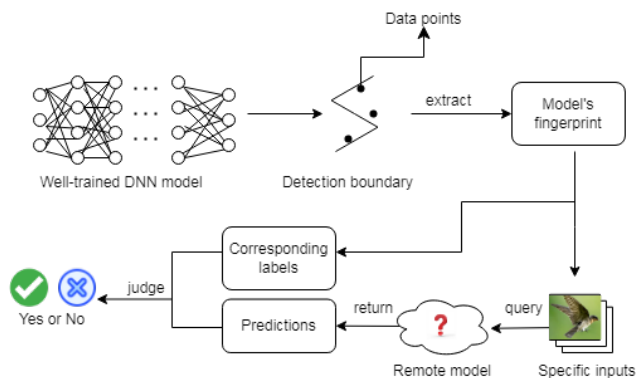 Data points
extract
Model's
fingerprint
Well-trained DNN model
Detection boundary
Corresponding
labels
judge
Yes or No
Predictions
return
?
query
Remote model
Specific inputs